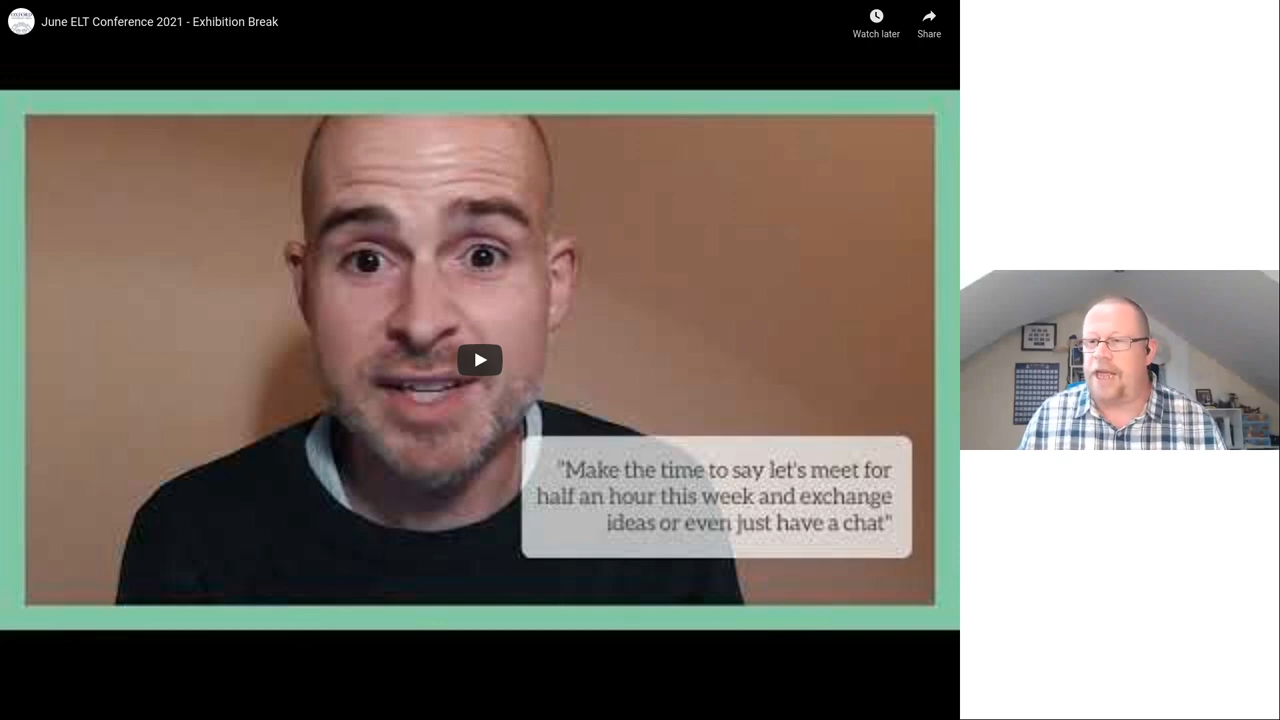 June ELT Conference 2021 - Exhibition Break
Watch later
Share
"Make the time to say let's meet for
half an hour this week and exchange
ideas or even just have a chat"